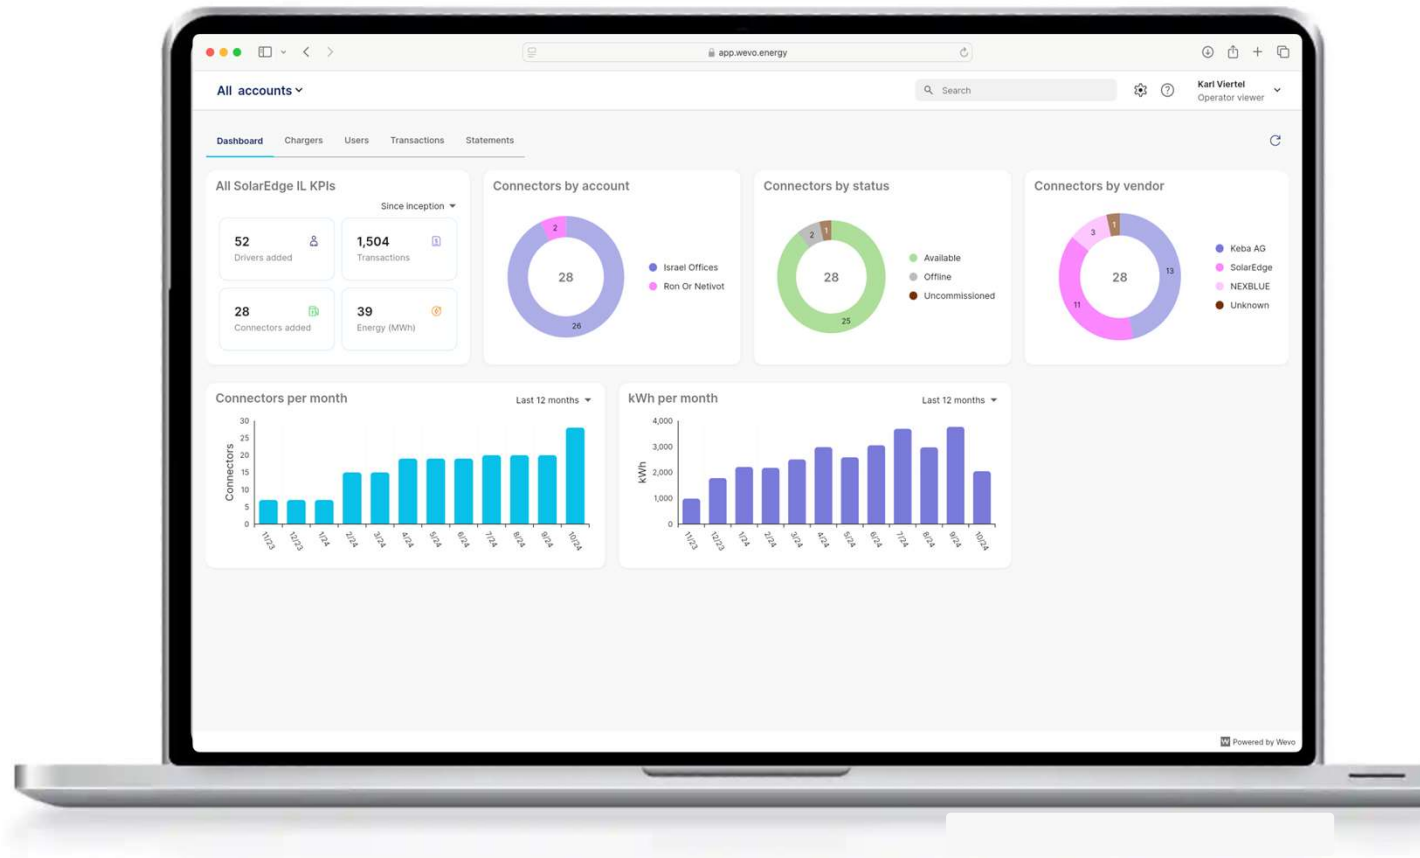 app.wevo.energy
All accounts
Search
Karl Viertel
Operator viewer
Dashboard Chargers Users Transactions Statements
All SolarEdge IL KPIs
Since inception
52
Drivers added
1,504
Transactions
28
Connectors added
39
Energy (MWh)
Connectors by account
2
28
26
Israel Offices
Ron Or Netivot
Connectors by status
2
1
28
25
Available
Offline
Uncommissioned
Connectors by vendor
3
1
28
13
11
Keba AG
SolarEdge
NEXBLUE
Unknown
Connectors per month
Last 12 months
Connectors
30
25
20
15
10
5
0
11/23 12/23 1/24 2/24 3/24 4/24 5/24 6/24 7/24 8/24 9/24 10/24
kWh per month
Last 12 months
kWh
4,000
3,000
2,000
1,000
0
11/23 12/23 1/24 2/24 3/24 4/24 5/24 6/24 7/24 8/24 9/24 10/24
W Powered by Wevo